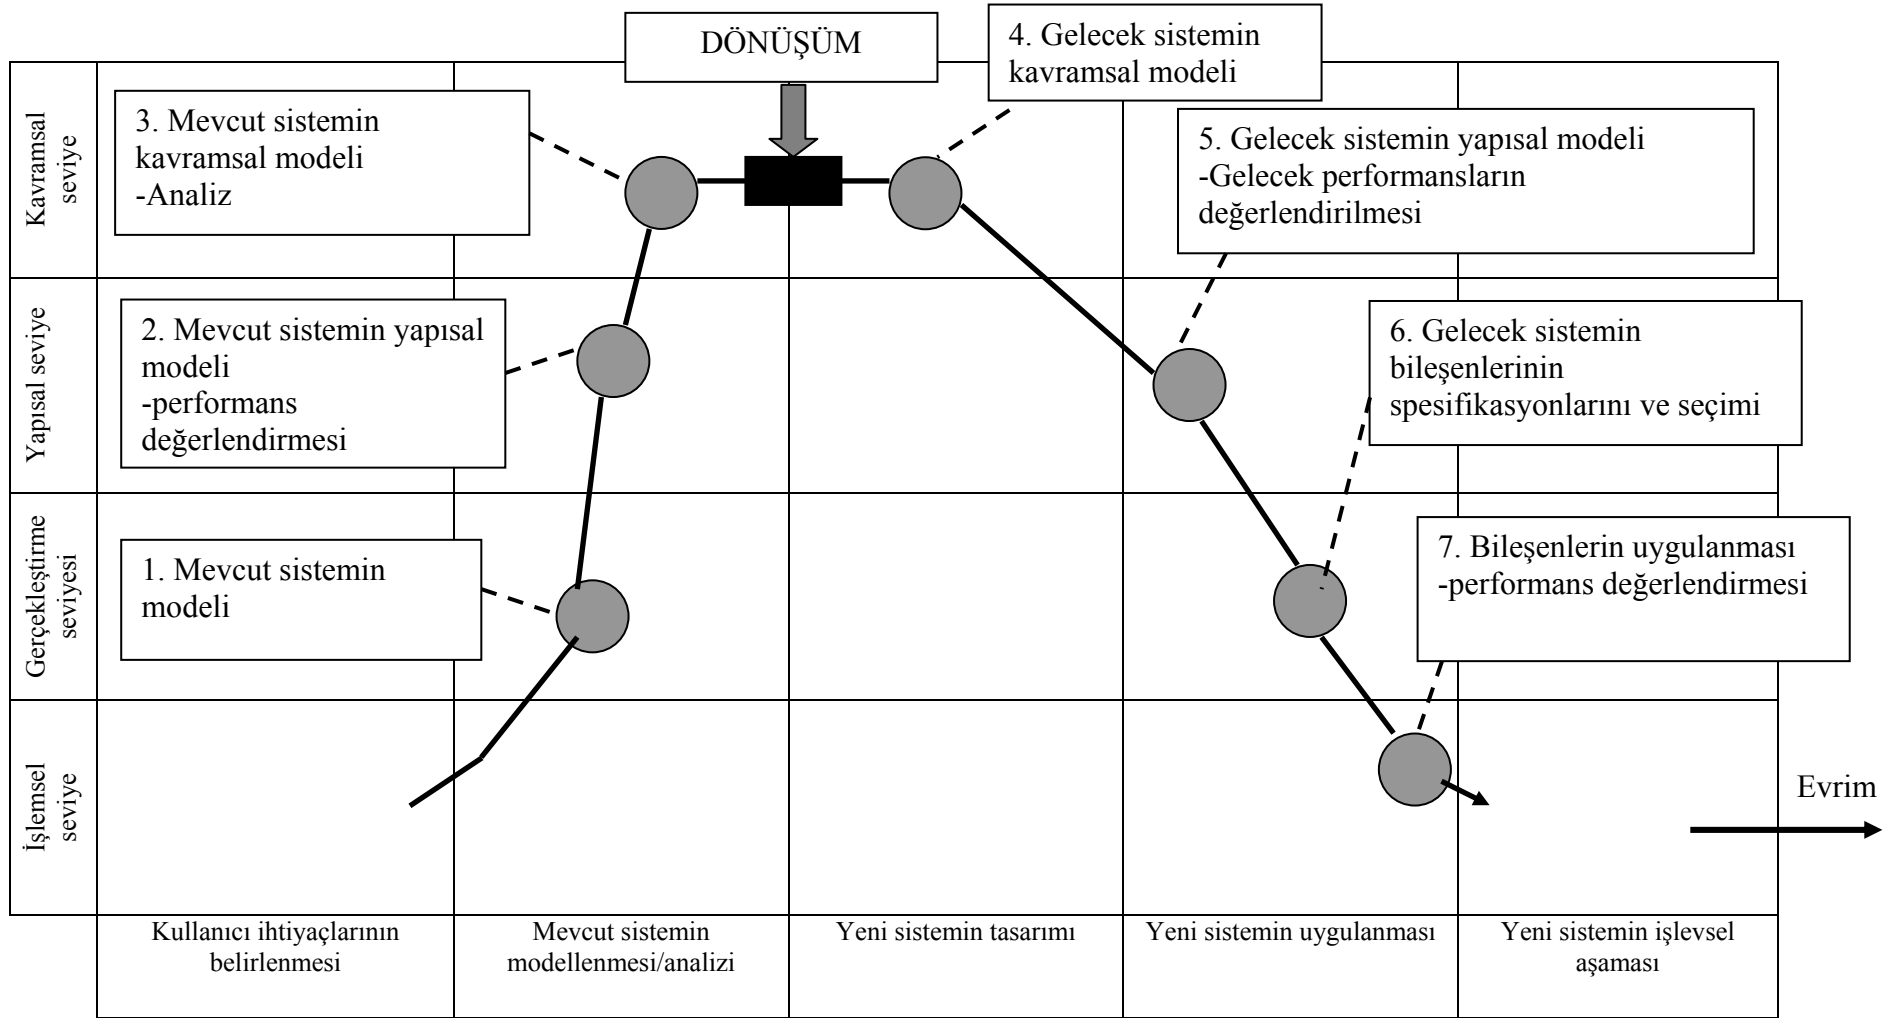 DÖNÜŞÜM
4. Gelecek sistemin
kavramsal modeli
Kavramsal
seviye
3. Mevcut sistemin
kavramsal modeli
-Analiz
5. Gelecek sistemin yapısal modeli
-Gelecek performansların
değerlendirilmesi
Yapısal seviye
2. Mevcut sistemin yapısal
modeli
-performans
değerlendirmesi
6. Gelecek sistemin
bileşenlerinin
spesifikasyonlarını ve seçimi
Gerçekleştirme
seviyesi
1. Mevcut sistemin
modeli
7. Bileşenlerin uygulanması
-performans değerlendirmesi
İşlemsel
seviye
Evrim
Kullanıcı ihtiyaçlarının
belirlenmesi
Mevcut sistemin
modellenmesi/analizi
Yeni sistemin tasarımı
Yeni sistemin uygulanması
Yeni sistemin işlevsel
aşaması